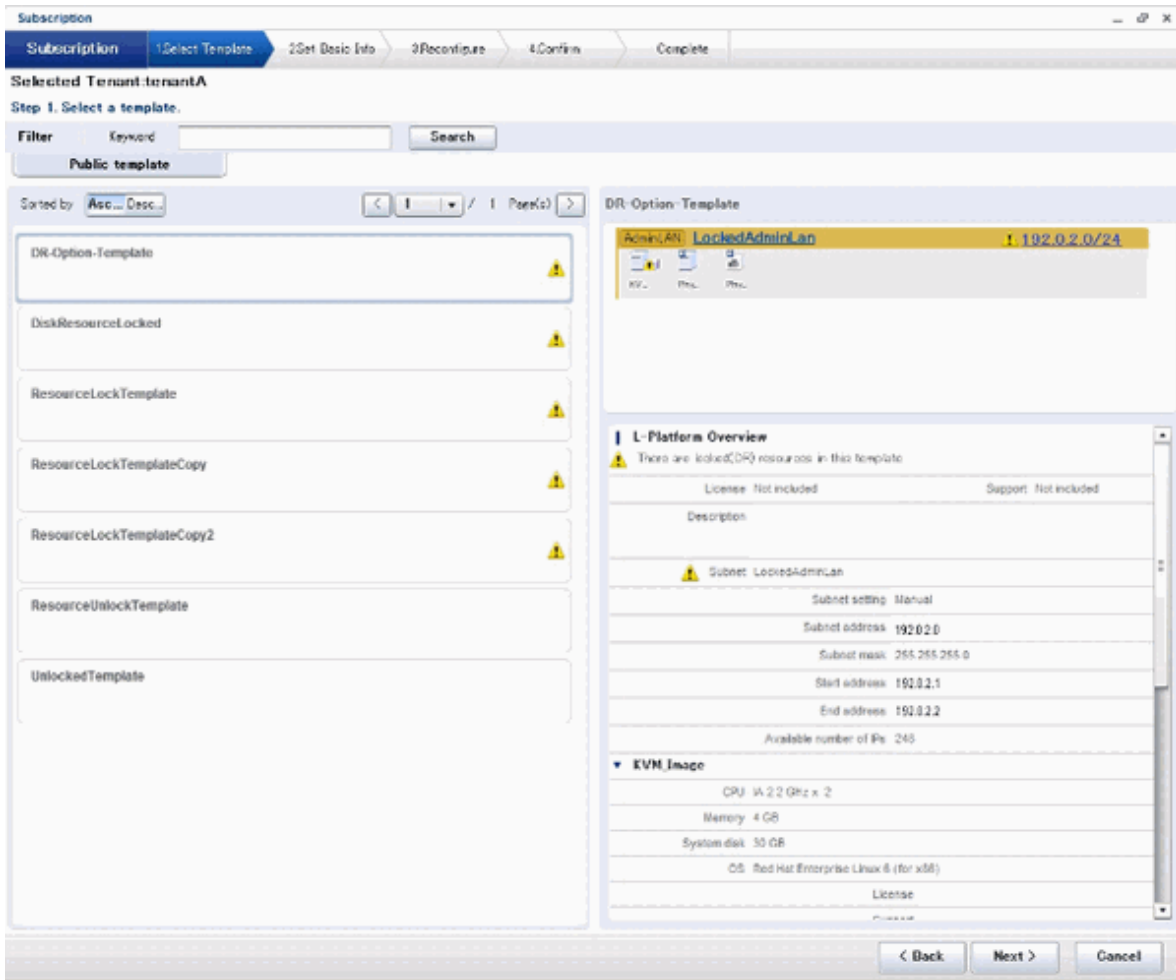 Subscription
Subscription 1.Select Template 2.Set Basic Info 3.Reconfigure 4.Confirm Complete
Selected Tenant:tenantA
Step 1. Select a template.
Filter Keyword Search
Public template
Sorted by Asc... Desc... < 1 / 1 Page(s) >
DR-Option-Template
DiskResourceLocked
ResourceLockTemplate
ResourceLockTemplateCopy
ResourceLockTemplateCopy2
ResourceUnlockTemplate
UnlockedTemplate
DR-Option-Template
AdminLAN LockedAdminLan 192.0.2.0/24
KV... Phy... Phy...
L-Platform Overview
There are locked(DR) resources in this template
License Not included Support Not included
Description
Subnet LockedAdminLan
Subnet setting Manual
Subnet address 192.0.2.0
Subnet mask 255.255.255.0
Start address 192.0.2.1
End address 192.0.2.2
Available number of IPs
KVM_Image
CPU IA 2.2 GHz x 2
Memory 4 GB
System disk 30 GB
OS Red Hat Enterprise Linux 6 (for x86)
License
< Back Next > Cancel